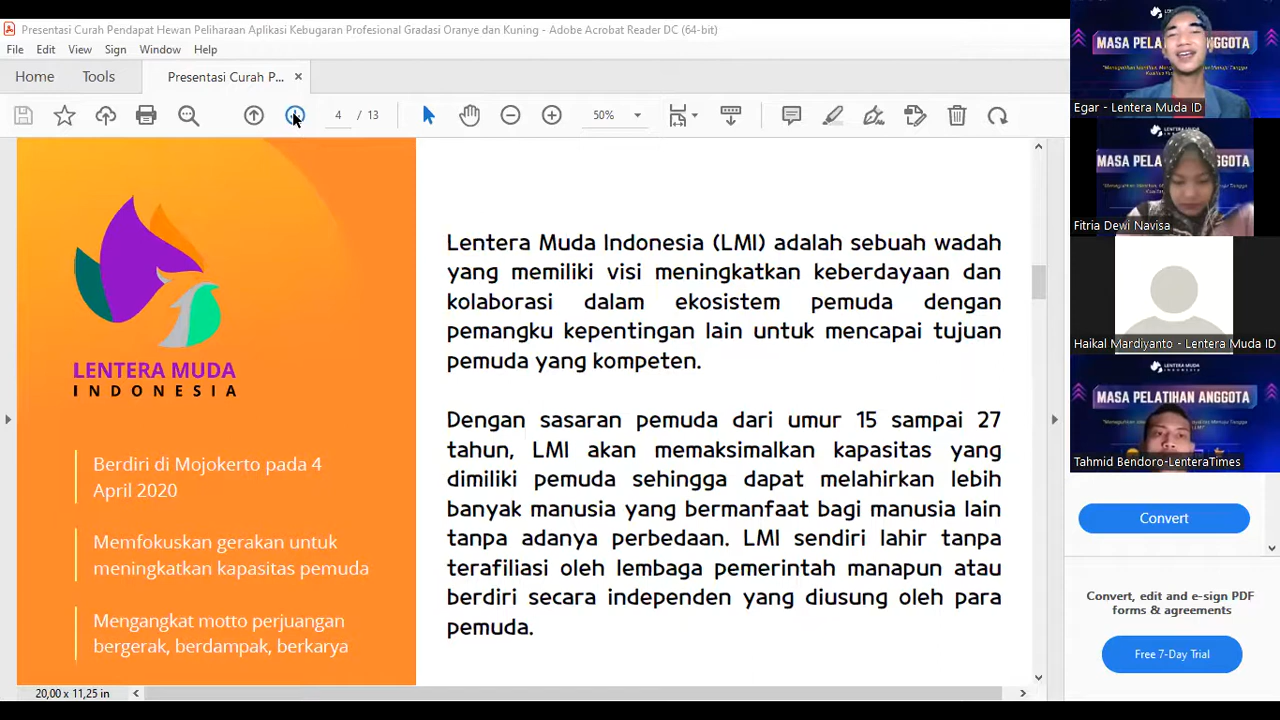 Presentasi Curah Pendapat Hewan Peliharaan Aplikasi Kebugaran Profesional Gradasi Oranye dan Kuning - Adobe Acrobat Reader DC (64-bit)
File Edit View Sign Window Help
Home Tools Presentasi Curah P... ×
4 / 13 50%
LENTERA MUDA
INDONESIA
Berdiri di Mojokerto pada 4
April 2020
Memfokuskan gerakan untuk
meningkatkan kapasitas pemuda
Mengangkat motto perjuangan
bergerak, berdampak, berkarya
Lentera Muda Indonesia (LMI) adalah sebuah wadah
yang memiliki visi meningkatkan keberdayaan dan
kolaborasi dalam ekosistem pemuda dengan
pemangku kepentingan lain untuk mencapai tujuan
pemuda yang kompeten.
Dengan sasaran pemuda dari umur 15 sampai 27
tahun, LMI akan memaksimalkan kapasitas yang
dimiliki pemuda sehingga dapat melahirkan lebih
banyak manusia yang bermanfaat bagi manusia lain
tanpa adanya perbedaan. LMI sendiri lahir tanpa
terafiliasi oleh lembaga pemerintah manapun atau
berdiri secara independen yang diusung oleh para
pemuda.
20,00 x 11,25 in
MASA PELA GGOTA
Egar - Lentera Muda ID
MASA PEL NGGOTA
Fitria Dewi Navisa
Haikal Mardiyanto - Lentera Muda ID
LENTERA MUDA
MASA PELATIHAN ANGGOTA
Tahmid Bendoro-LenteraTimes
Convert
Convert, edit and e-sign PDF
forms & agreements
Free 7-Day Trial